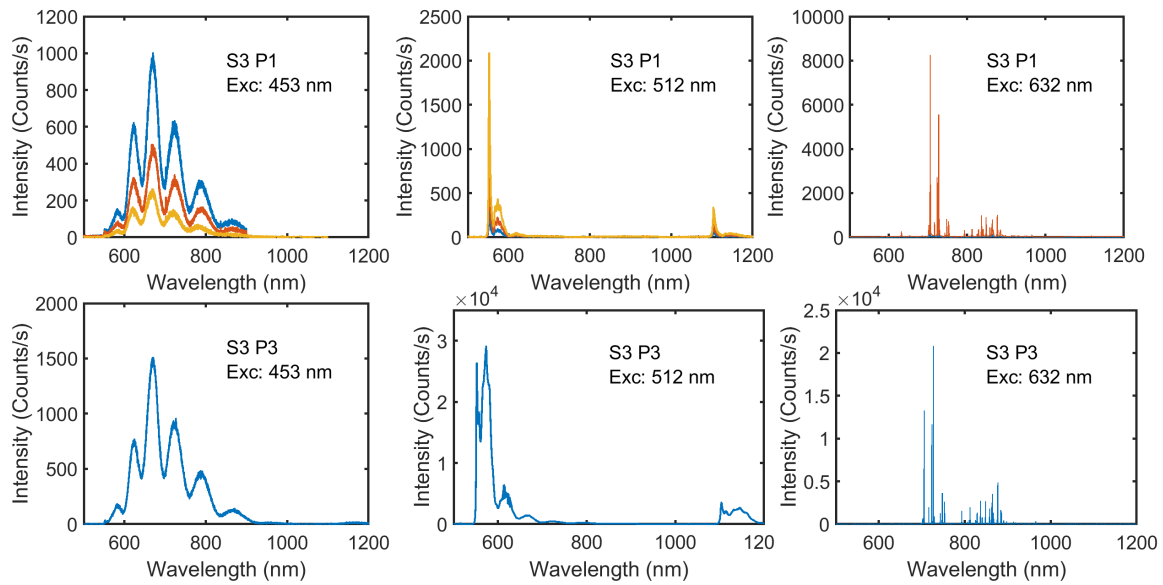 1200
1000
800
600
400
200
0
Intensity (Counts/s)
S3 P1
Exc: 453 nm
600 800 1000 1200
Wavelength (nm)
2500
2000
1500
1000
500
0
Intensity (Counts/s)
S3 P1
Exc: 512 nm
600 800 1000 1200
Wavelength (nm)
10000
8000
6000
4000
2000
0
Intensity (Counts/s)
S3 P1
Exc: 632 nm
600 800 1000 1200
Wavelength (nm)
2000
1500
1000
500
0
Intensity (Counts/s)
S3 P3
Exc: 453 nm
600 800 1000 1200
Wavelength (nm)
×10^4
3
2
1
0
Intensity (Counts/s)
S3 P3
Exc: 512 nm
600 800 1000 1200
Wavelength (nm)
×10^4
2.5
2
1.5
1
0.5
0
Intensity (Counts/s)
S3 P3
Exc: 632 nm
600 800 1000 1200
Wavelength (nm)